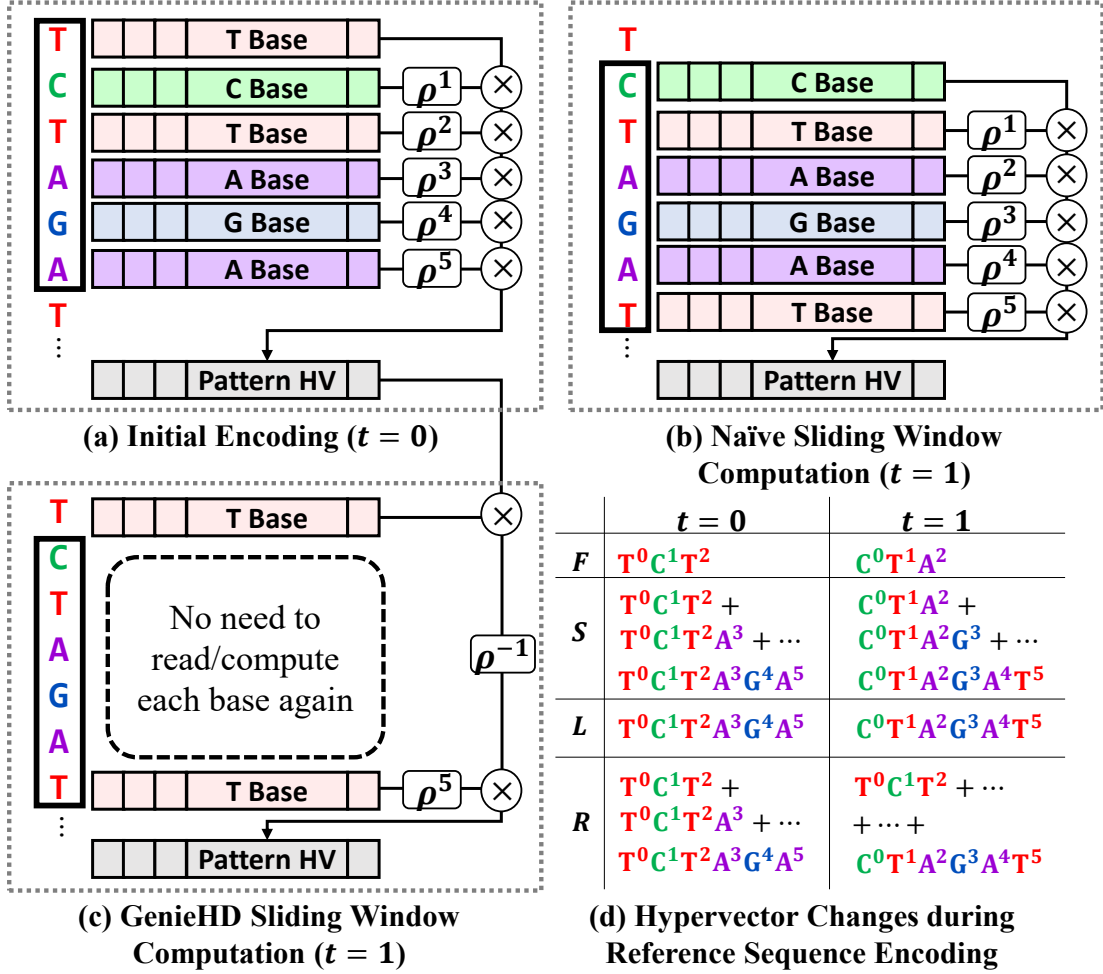 T
T Base
C
C Base
ρ¹
×
T
T Base
ρ²
×
A
A Base
ρ³
×
G
G Base
ρ⁴
×
A
A Base
ρ⁵
×
T
⋮
Pattern HV
(a) Initial Encoding (t = 0)
T
C
C Base
T
T Base
ρ¹
×
A
A Base
ρ²
×
G
G Base
ρ³
×
A
A Base
ρ⁴
×
T
T Base
ρ⁵
×
⋮
Pattern HV
(b) Naïve Sliding Window
Computation (t = 1)
T
T Base
×
C
T
A
G
A
No need to
read/compute
each base again
ρ⁻¹
T
T Base
ρ⁵
×
⋮
Pattern HV
(c) GenieHD Sliding Window
Computation (t = 1)
t = 0 t = 1
F T⁰C¹T² C⁰T¹A²
S T⁰C¹T² + C⁰T¹A² +
T⁰C¹T²A³ + ⋯ C⁰T¹A²G³ + ⋯
T⁰C¹T²A³G⁴A⁵ C⁰T¹A²G³A⁴T⁵
L T⁰C¹T²A³G⁴A⁵ C⁰T¹A²G³A⁴T⁵
R T⁰C¹T² + T⁰C¹T² + ⋯
T⁰C¹T²A³ + ⋯ + ⋯ +
T⁰C¹T²A³G⁴A⁵ C⁰T¹A²G³A⁴T⁵
(d) Hypervector Changes during
Reference Sequence Encoding